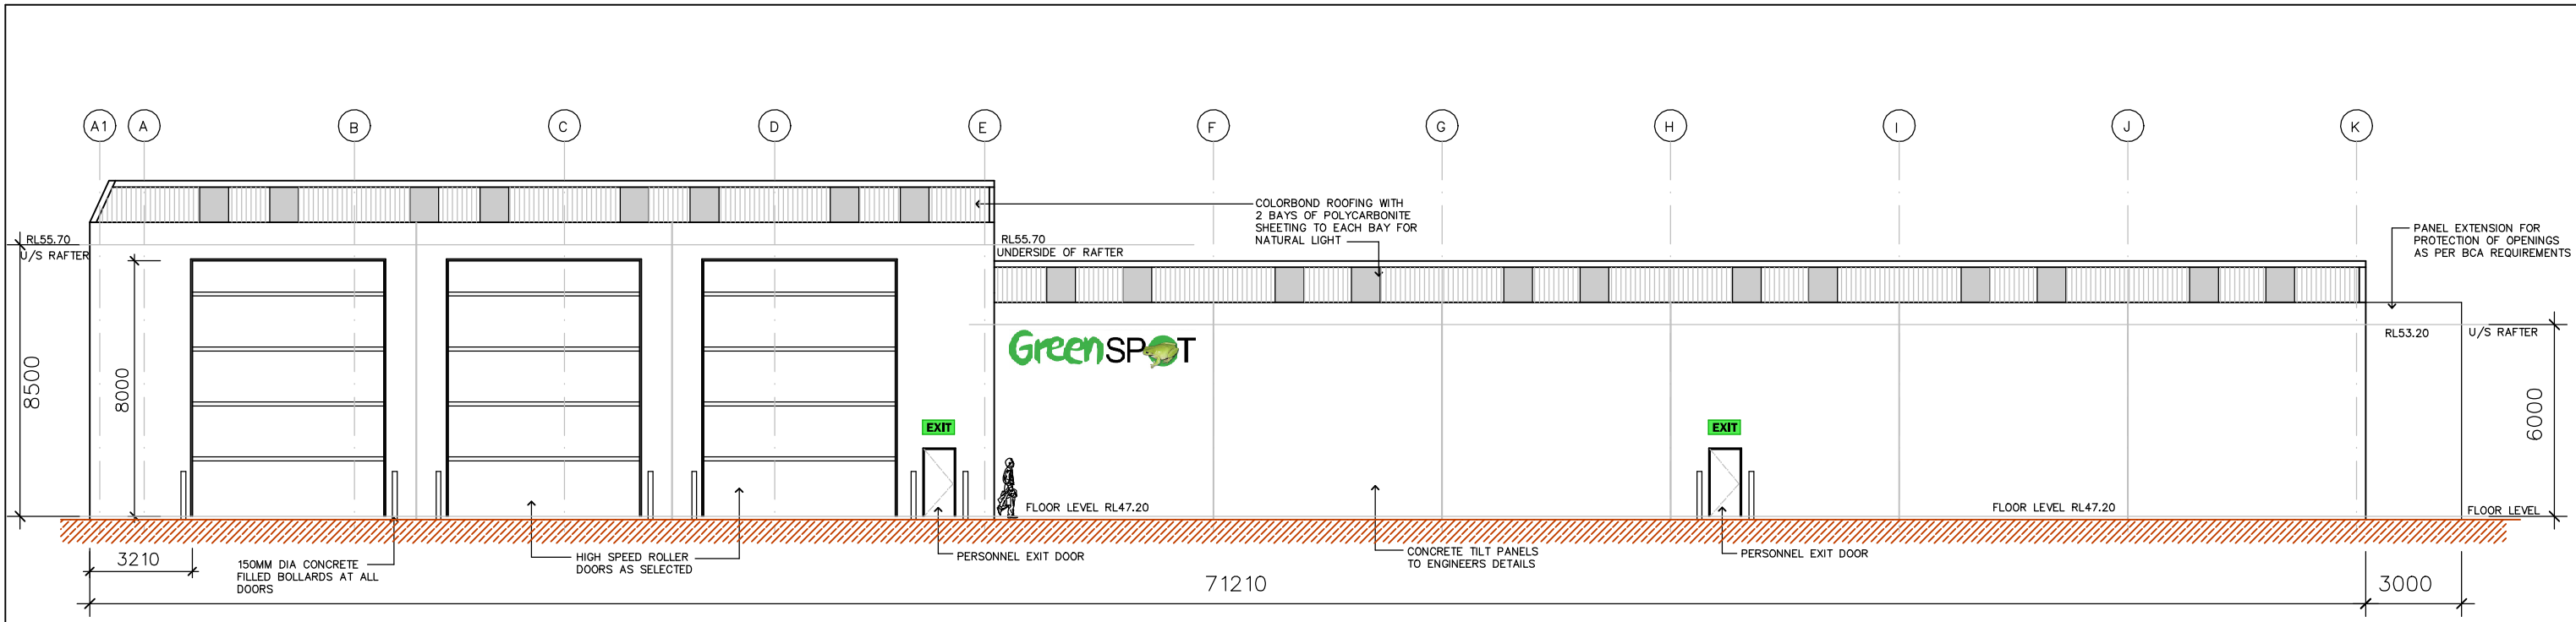 A1
A
B
C
D
E
F
G
H
I
J
K
COLORBOND ROOFING WITH
2 BAYS OF POLYCARBONITE
SHEETING TO EACH BAY FOR
NATURAL LIGHT
PANEL EXTENSION FOR
PROTECTION OF OPENINGS
AS PER BCA REQUIREMENTS
RL55.70
U/S RAFTER
RL55.70
UNDERSIDE OF RAFTER
RL53.20
U/S RAFTER
GreenSPOT
8500
8000
6000
EXIT
EXIT
FLOOR LEVEL RL47.20
FLOOR LEVEL RL47.20
FLOOR LEVEL
3210
150MM DIA CONCRETE
FILLED BOLLARDS AT ALL
DOORS
HIGH SPEED ROLLER
DOORS AS SELECTED
PERSONNEL EXIT DOOR
CONCRETE TILT PANELS
TO ENGINEERS DETAILS
PERSONNEL EXIT DOOR
71210
3000